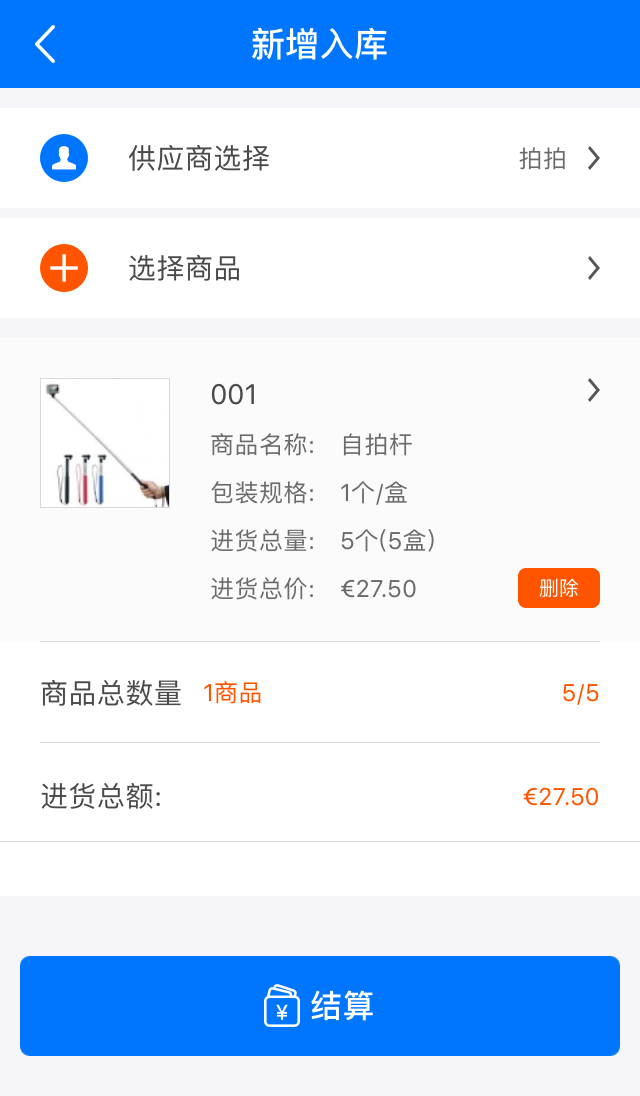 新增入库
供应商选择 拍拍
选择商品
001
商品名称: 自拍杆
包装规格: 1个/盒
进货总量: 5个(5盒)
进货总价: €27.50
删除
商品总数量 1商品 5/5
进货总额: €27.50
¥ 结算